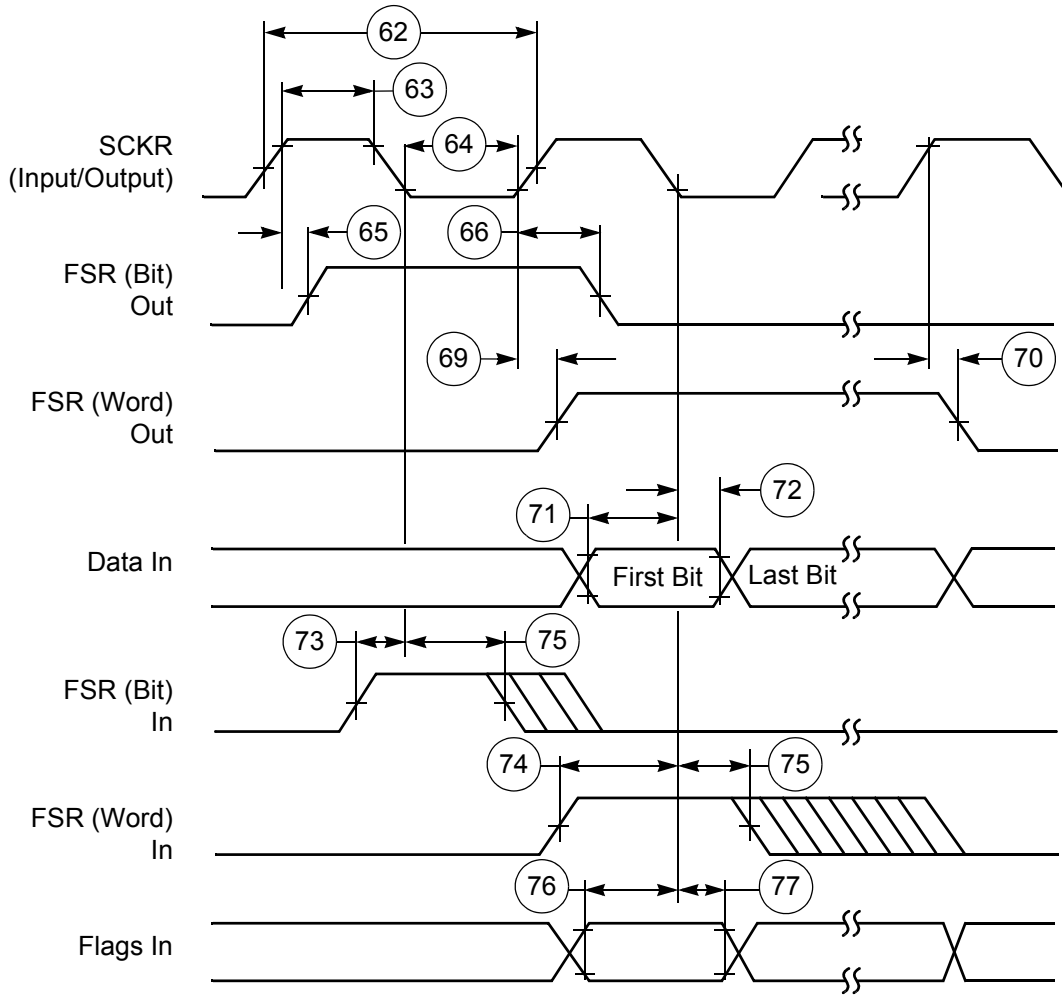 62
63
SCKR
(Input/Output)
64
65
66
FSR (Bit)
Out
69
70
FSR (Word)
Out
71
72
Data In
First Bit
Last Bit
73
75
FSR (Bit)
In
74
75
FSR (Word)
In
76
77
Flags In